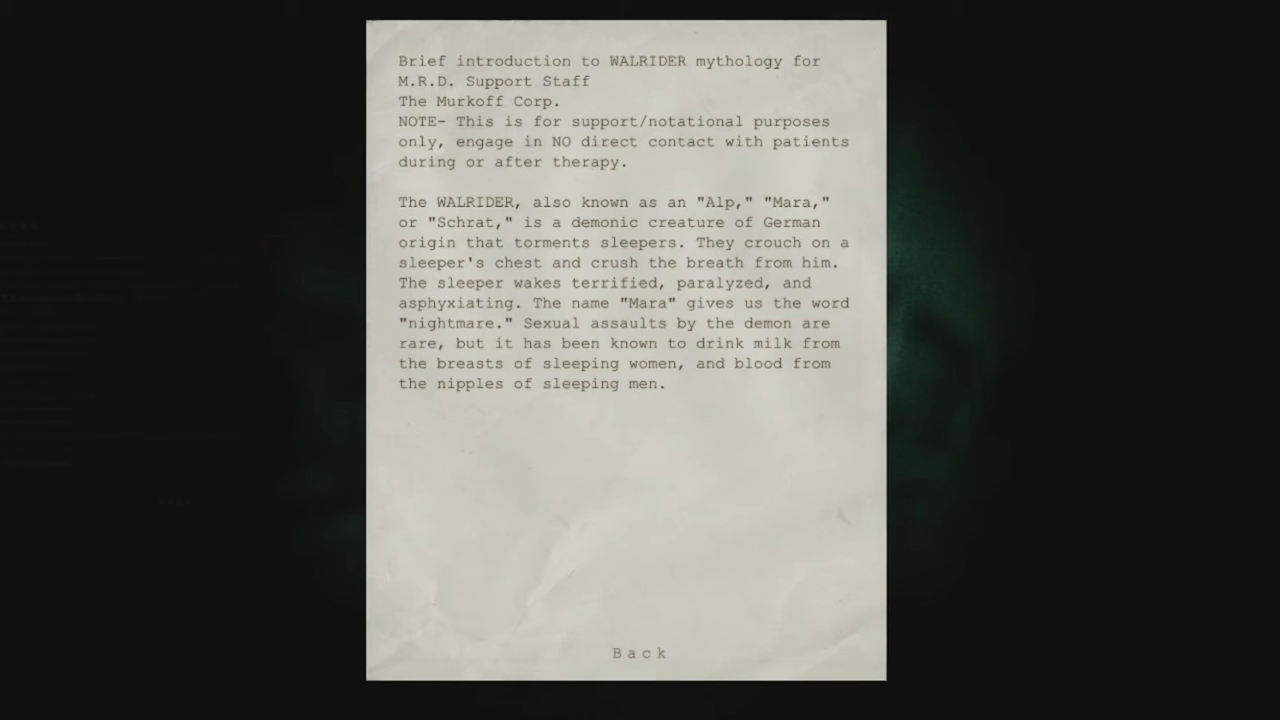 Brief introduction to WALRIDER mythology for
M.R.D. Support Staff
The Murkoff Corp.
NOTE- This is for support/notational purposes
only, engage in NO direct contact with patients
during or after therapy.
The WALRIDER, also known as an "Alp," "Mara,"
or "Schrat," is a demonic creature of German
origin that torments sleepers. They crouch on a
sleeper's chest and crush the breath from him.
The sleeper wakes terrified, paralyzed, and
asphyxiating. The name "Mara" gives us the word
"nightmare." Sexual assaults by the demon are
rare, but it has been known to drink milk from
the breasts of sleeping women, and blood from
the nipples of sleeping men.
Back